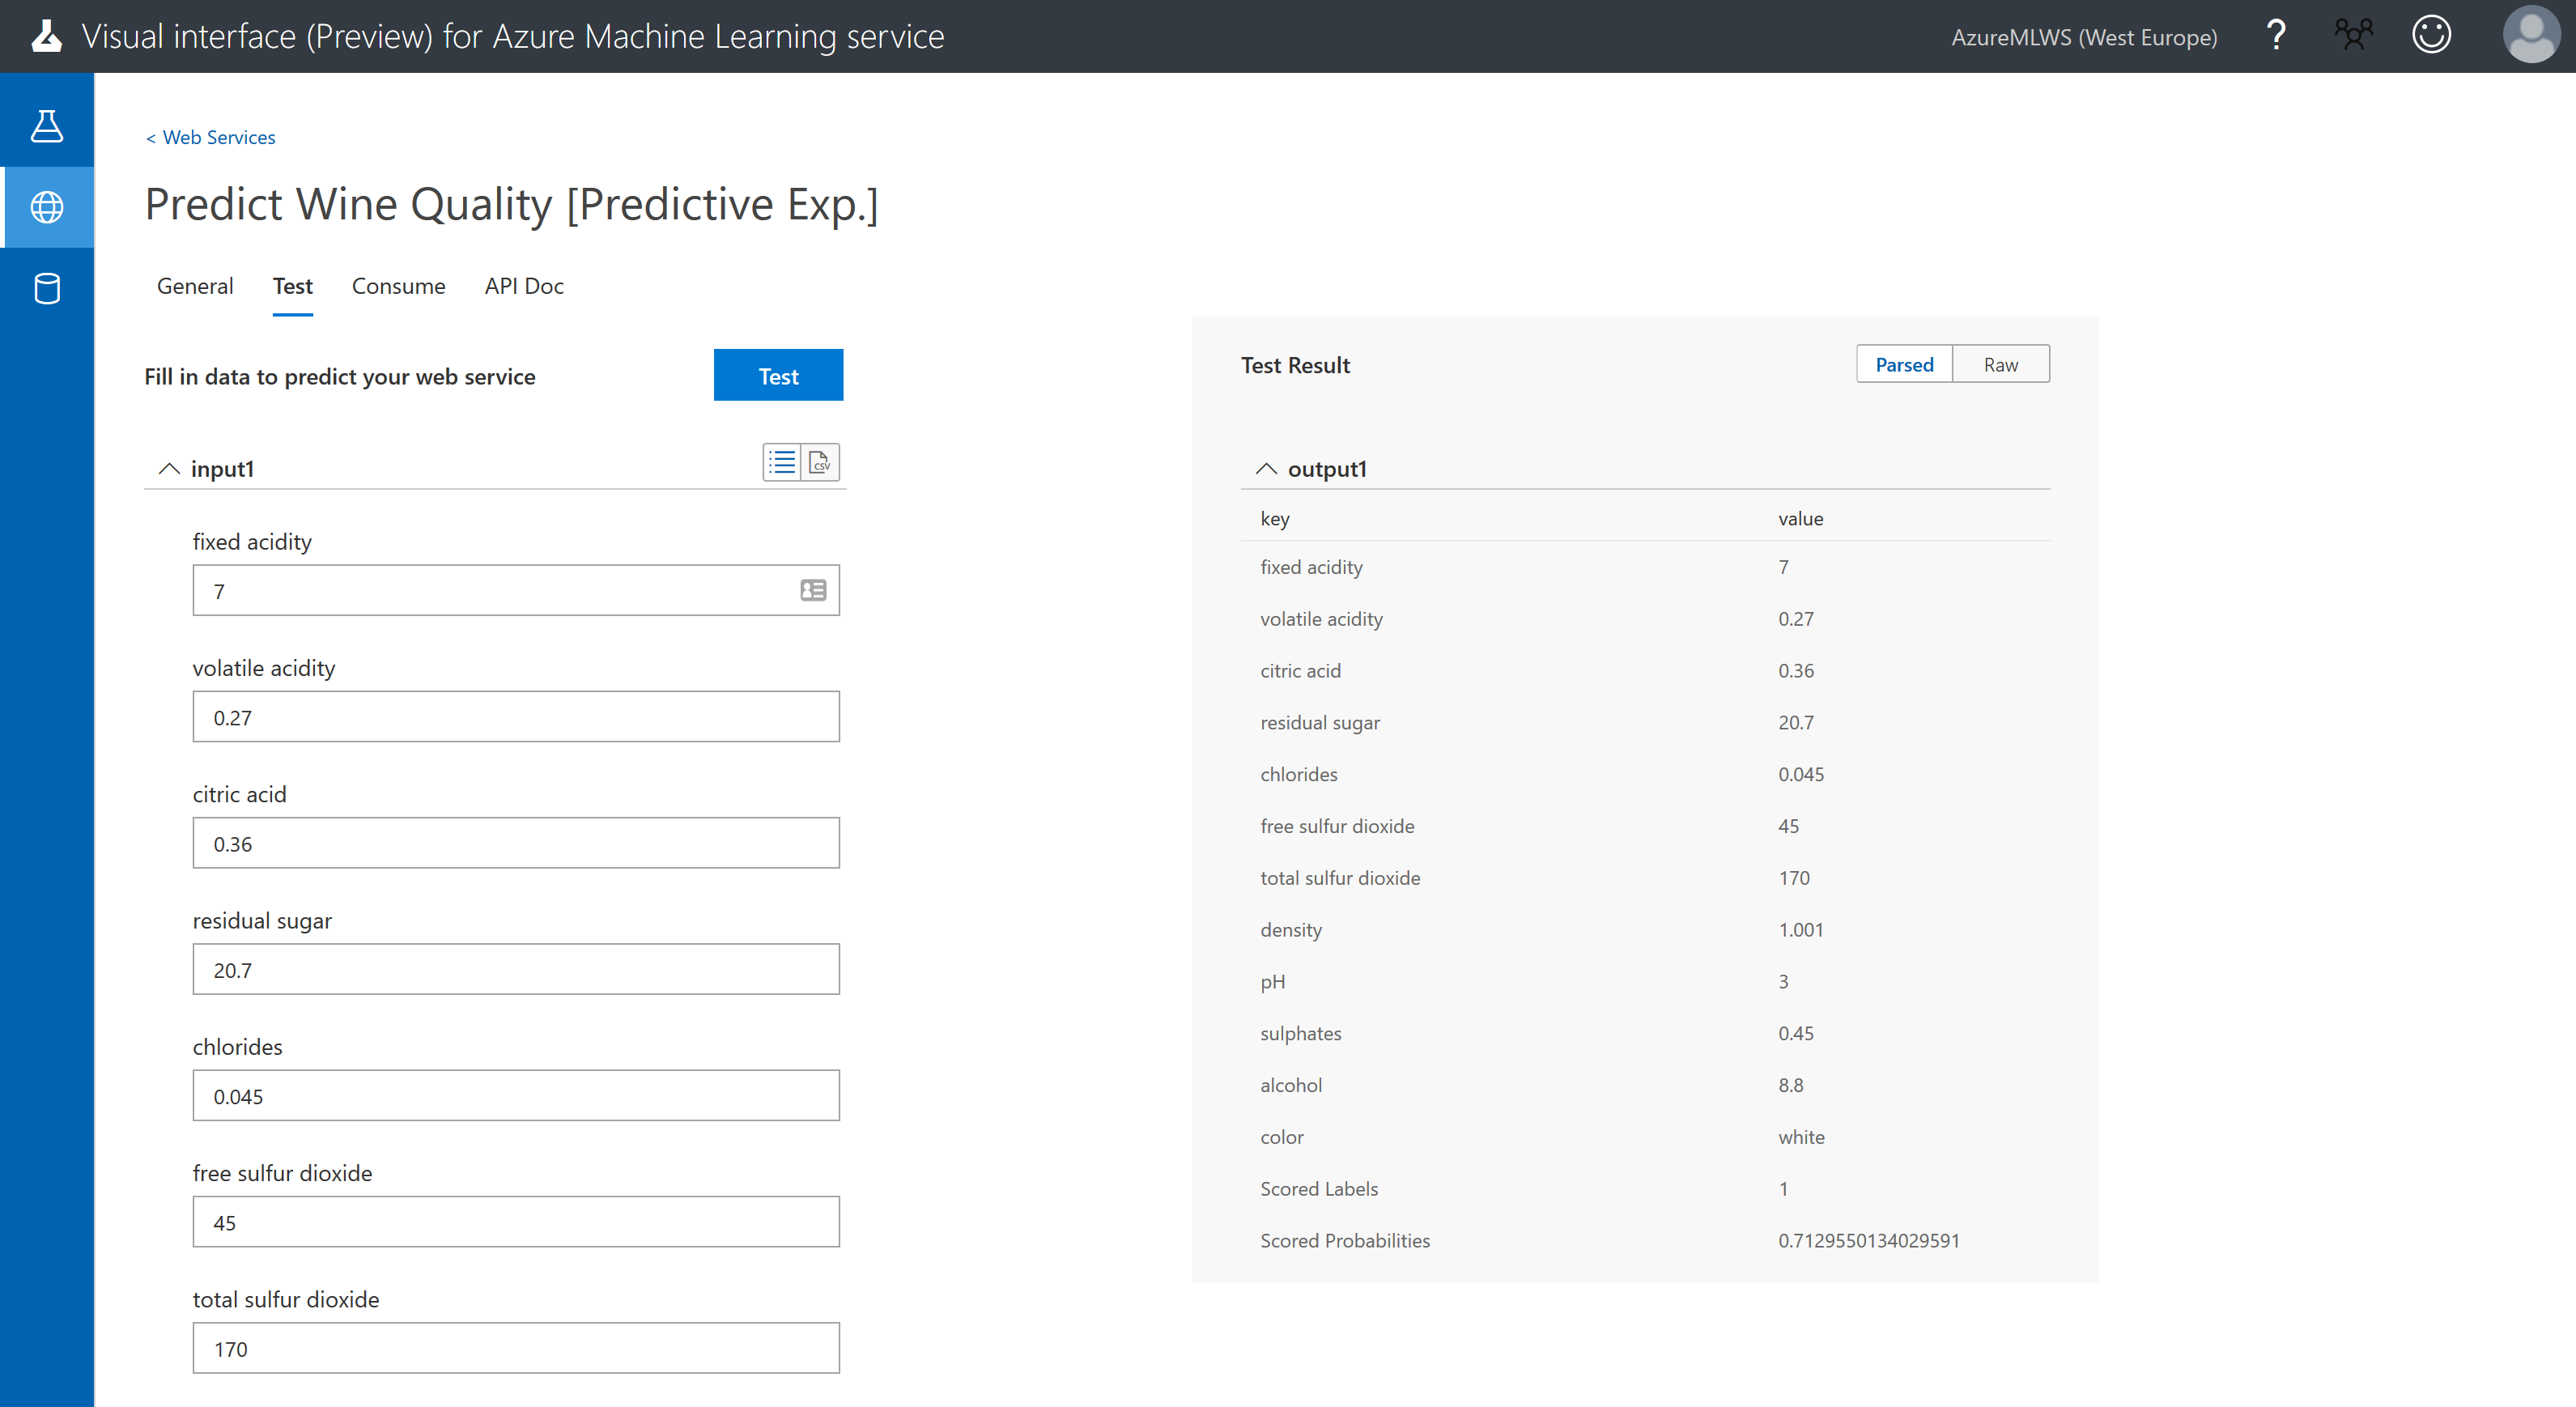 Visual interface (Preview) for Azure Machine Learning service
AzureMLWS (West Europe)
?
< Web Services
Predict Wine Quality [Predictive Exp.]
General Test Consume API Doc
Fill in data to predict your web service
Test
input1
CSV
fixed acidity
7
volatile acidity
0.27
citric acid
0.36
residual sugar
20.7
chlorides
0.045
free sulfur dioxide
45
total sulfur dioxide
170
Test Result
Parsed Raw
output1
key value
fixed acidity 7
volatile acidity 0.27
citric acid 0.36
residual sugar 20.7
chlorides 0.045
free sulfur dioxide 45
total sulfur dioxide 170
density 1.001
pH 3
sulphates 0.45
alcohol 8.8
color white
Scored Labels 1
Scored Probabilities 0.7129550134029591